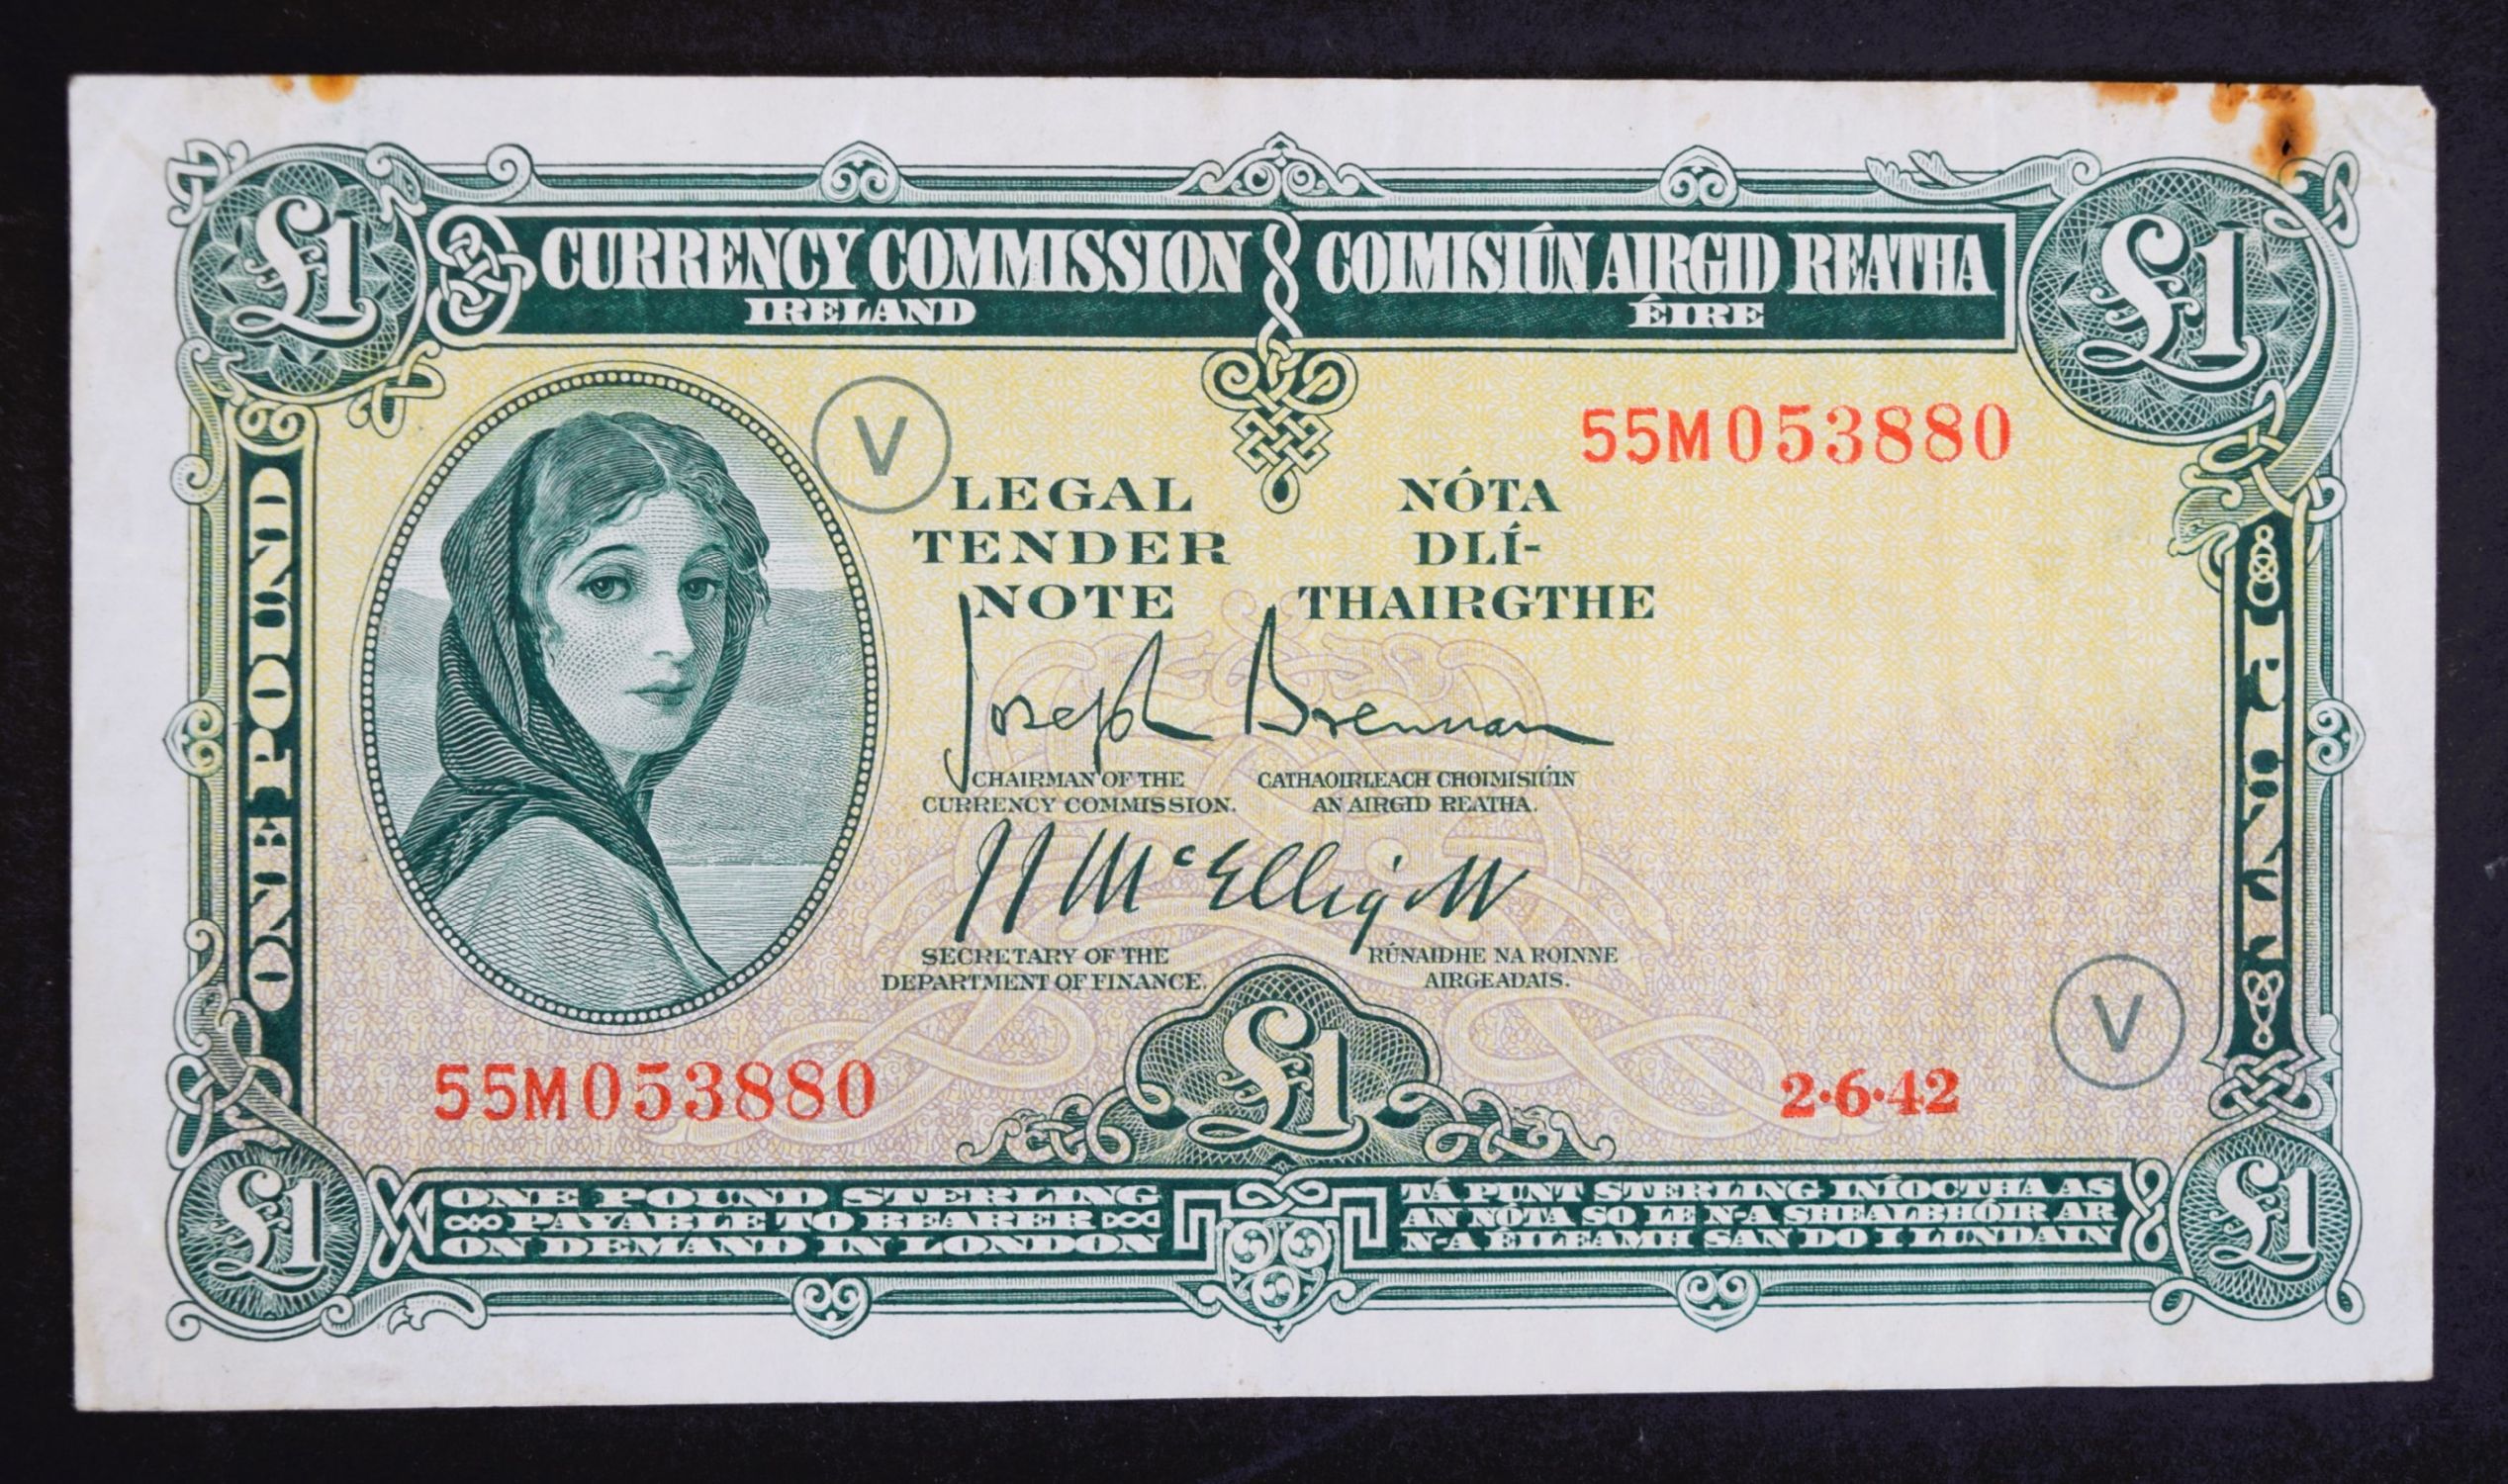 £1
CURRENCY COMMISSION
IRELAND
COIMISIÚN AIRGID REATHA
ÉIRE
£1
V
55M053880
LEGAL
TENDER
NOTE
NÓTA
DLÍ-
THAIRGTHE
ONE POUND
PUNT
Joseph Brennan
CHAIRMAN OF THE
CURRENCY COMMISSION.
CATHAOIRLEACH CHOIMISIÚIN
AN AIRGID REATHA.
JJ McElligott
SECRETARY OF THE
DEPARTMENT OF FINANCE.
RÚNAIDHE NA ROINNE
AIRGEADAIS.
V
55M053880
£1
2·6·42
£1
ONE POUND STERLING
PAYABLE TO BEARER
ON DEMAND IN LONDON
TÁ PUNT STERLING INÍOCTHA AS
AN NÓTA SO LE N-A SHEALBHÓIR AR
N-A ÉILEAMH SAN DO I LUNDAIN
£1